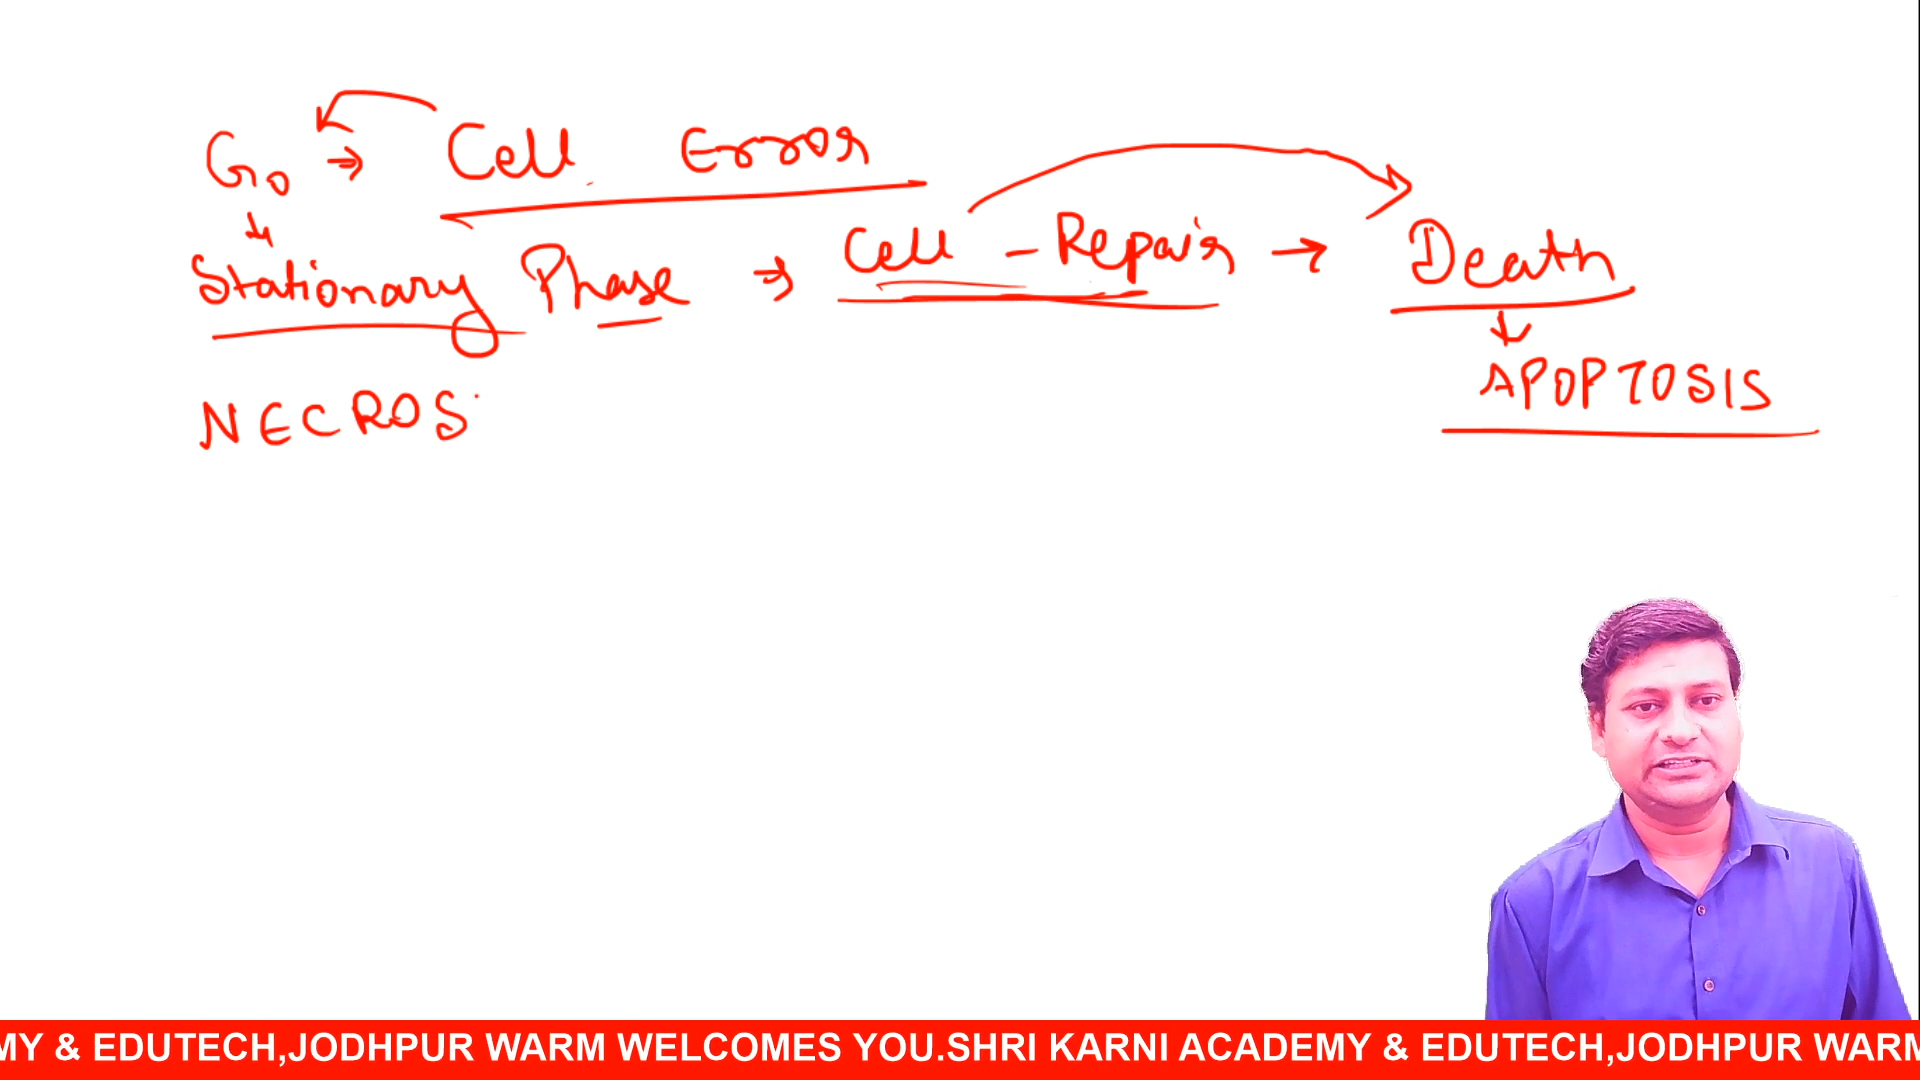 G0 → Cell Error
↓
Stationary Phase → Cell - Repair → Death
↓
APOPTOSIS
NECROS
MY & EDUTECH,JODHPUR WARM WELCOMES YOU.SHRI KARNI ACADEMY & EDUTECH,JODHPUR WARM